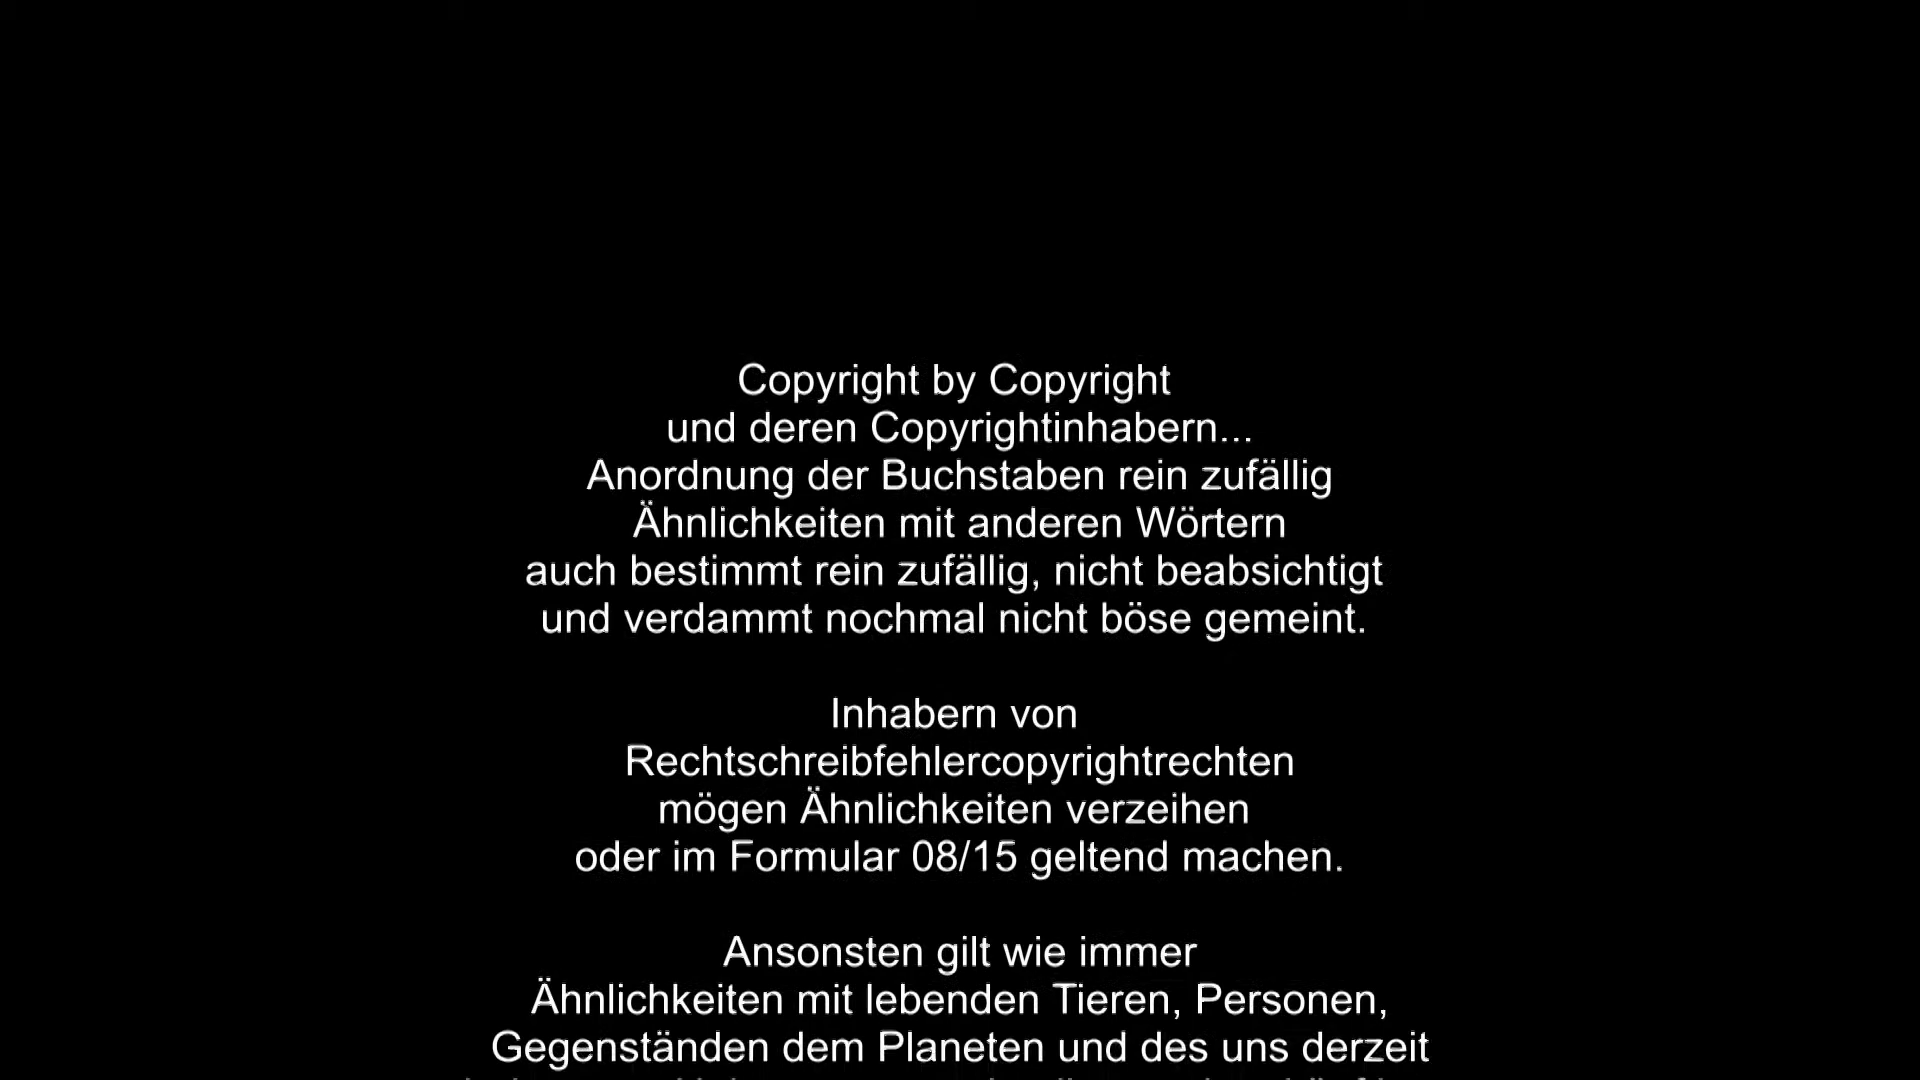 Copyright by Copyright
und deren Copyrightinhabern...
Anordnung der Buchstaben rein zufällig
Ähnlichkeiten mit anderen Wörtern
auch bestimmt rein zufällig, nicht beabsichtigt
und verdammt nochmal nicht böse gemeint.
Inhabern von
Rechtschreibfehlercopyrightrechten
mögen Ähnlichkeiten verzeihen
oder im Formular 08/15 geltend machen.
Ansonsten gilt wie immer
Ähnlichkeiten mit lebenden Tieren, Personen,
Gegenständen dem Planeten und des uns derzeit